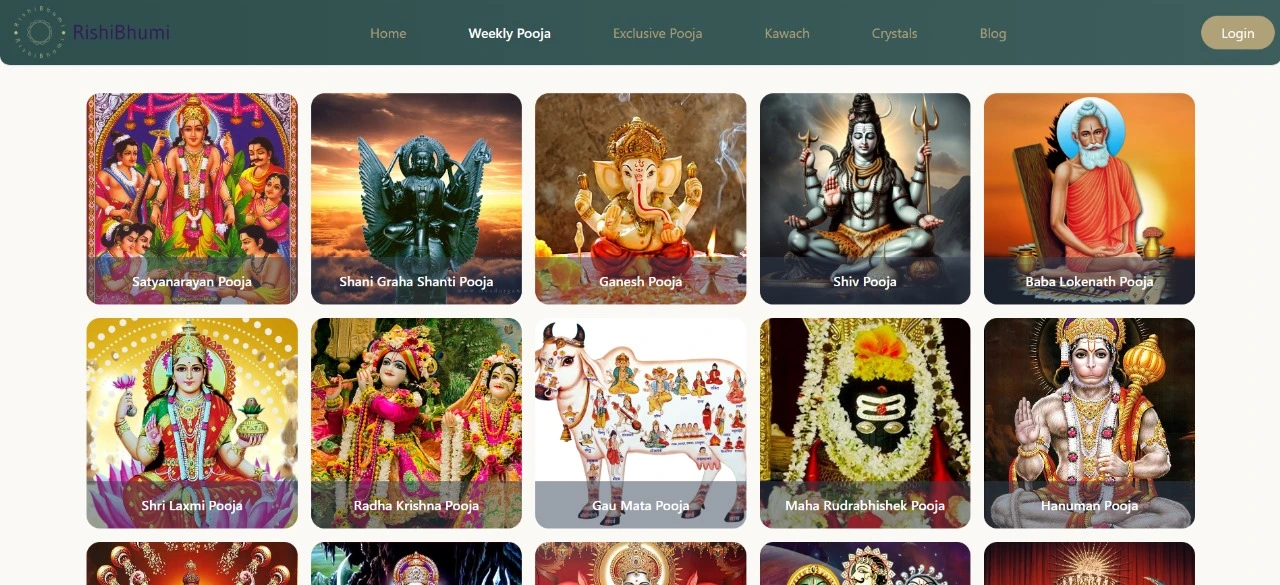 RishiBhumi
Home
Weekly Pooja
Exclusive Pooja
Kawach
Crystals
Blog
Login
Satyanarayan Pooja
Shani Graha Shanti Pooja
Ganesh Pooja
Shiv Pooja
Baba Lokenath Pooja
Shri Laxmi Pooja
Radha Krishna Pooja
Gau Mata Pooja
Maha Rudrabhishek Pooja
Hanuman Pooja